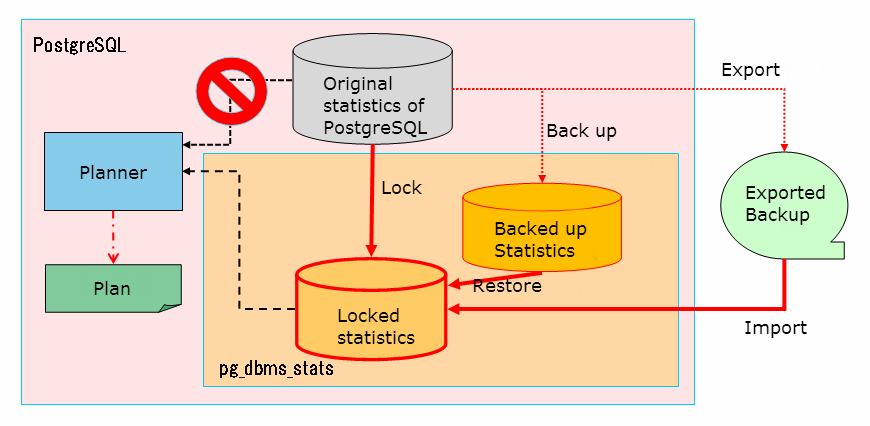 PostgreSQL
Original
statistics of
PostgreSQL
Export
Back up
Planner
Lock
Exported
Backup
Backed up
Statistics
Plan
Restore
Locked
statistics
Import
pg_dbms_stats